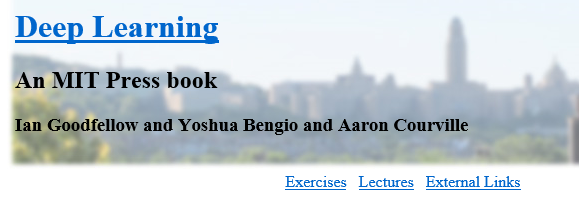 Deep Learning
An MIT Press book
Ian Goodfellow and Yoshua Bengio and Aaron Courville
Exercises Lectures External Links